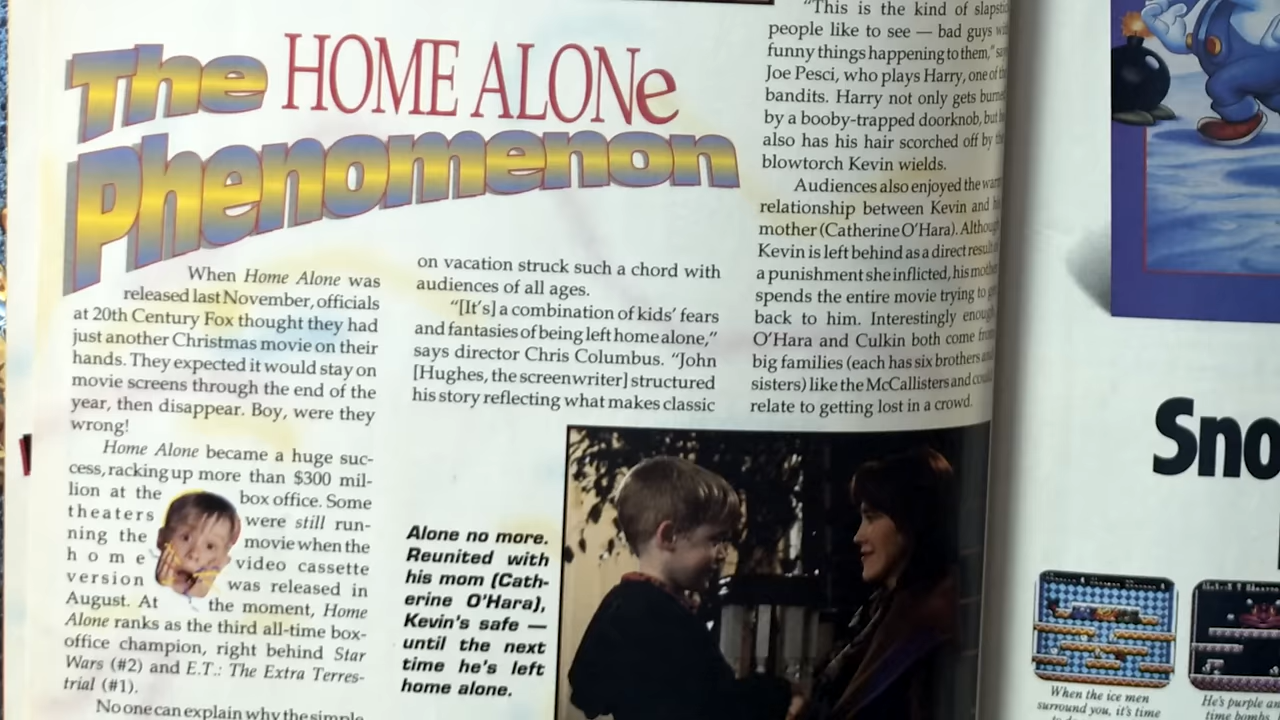 The HOME ALONe
Phenomenon
When Home Alone was
released last November, officials
at 20th Century Fox thought they had
just another Christmas movie on their
hands. They expected it would stay on
movie screens through the end of the
year, then disappear. Boy, were they
wrong!
Home Alone became a huge suc-
cess, racking up more than $300 mil-
lion at the box office. Some
theaters were still run-
ning the movie when the
home video cassette
version was released in
August. At the moment, Home
Alone ranks as the third all-time box-
office champion, right behind Star
Wars (#2) and E.T.: The Extra Terres-
trial (#1).
No one can explain why the simple
on vacation struck such a chord with
audiences of all ages.
"[It's] a combination of kids' fears
and fantasies of being left home alone,"
says director Chris Columbus. "John
[Hughes, the screenwriter] structured
his story reflecting what makes classic
Alone no more.
Reunited with
his mom (Cath-
erine O'Hara),
Kevin's safe —
until the next
time he's left
home alone.
"This is the kind of
people like to see — bad guys
funny things happening to them,"
Joe Pesci, who plays Harry, one of
bandits. Harry not only gets
by a booby-trapped doorknob, but
also has his hair scorched off by
blowtorch Kevin wields.
Audiences also enjoyed the
relationship between Kevin and
mother (Catherine O'Hara).
Kevin is left behind as a direct result
a punishment she inflicted, his
spends the entire movie trying to
back to him. Interestingly
O'Hara and Culkin both come
big families (each has six brothers
sisters) like the McCallisters and
relate to getting lost in a crowd.
Sno
When the ice men
surround you, it's time
He's purple
time bombs